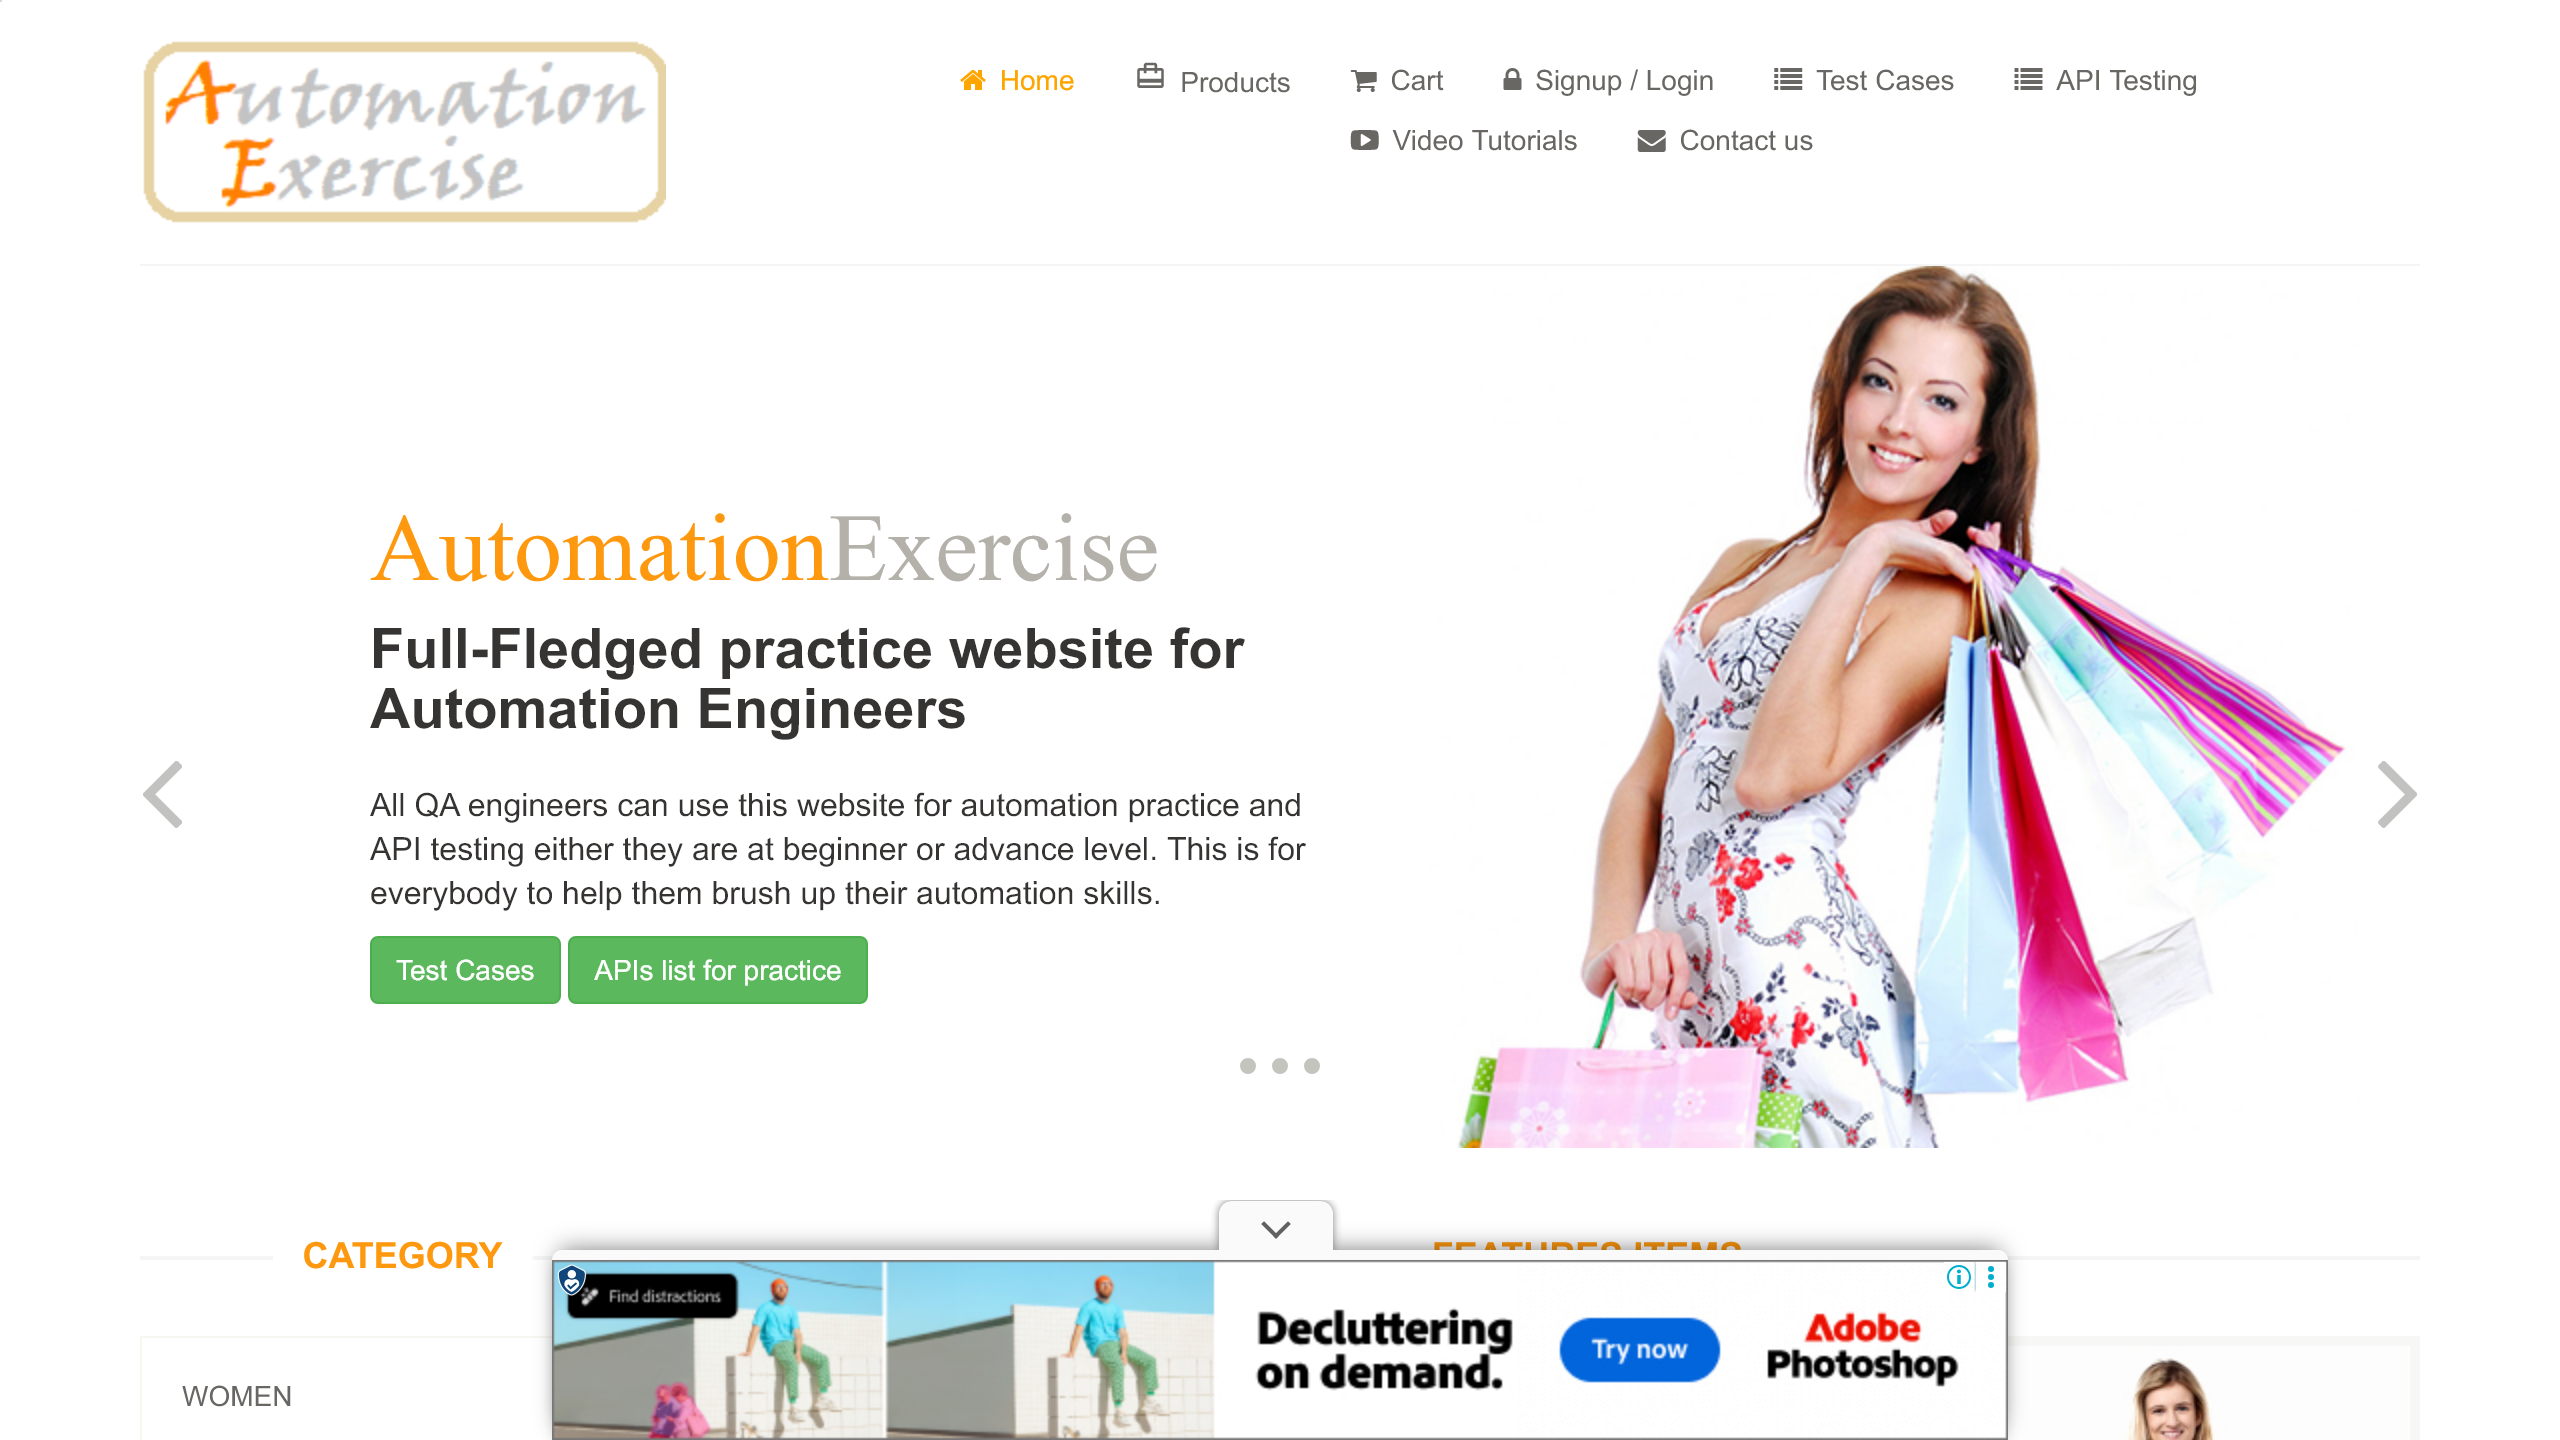 Automation
Exercise
Home
Products
Cart
Signup / Login
Test Cases
API Testing
Video Tutorials
Contact us
AutomationExercise
Full-Fledged practice website for
Automation Engineers
All QA engineers can use this website for automation practice and
API testing either they are at beginner or advance level. This is for
everybody to help them brush up their automation skills.
Test Cases
APIs list for practice
CATEGORY
FEATURES ITEMS
WOMEN
Find distractions
Decluttering
on demand.
Try now
Adobe
Photoshop